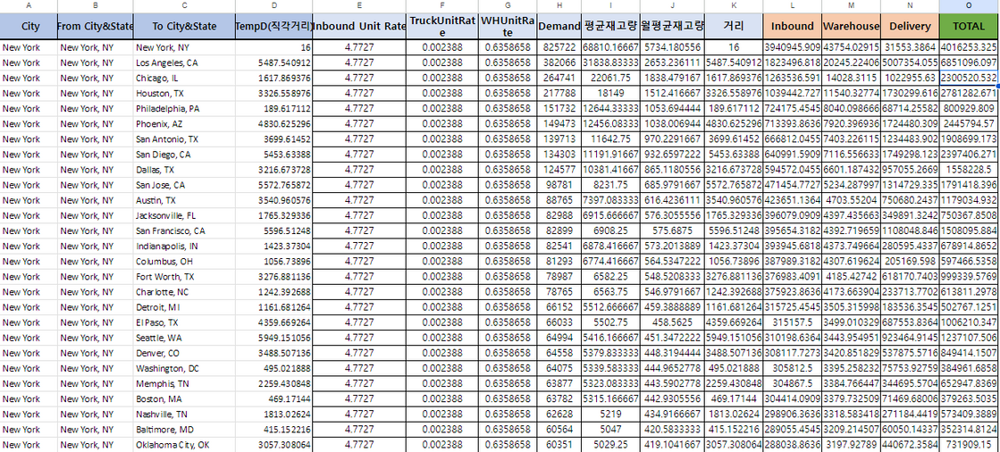 A B C D E F G H I J K L M N O
City From City&State To City&State TempD(직각거리) Inbound Unit Rate TruckUnitRate WHUnitRate Demand 평균재고량 월평균재고량 거리 Inbound Warehouse Delivery TOTAL
New York New York, NY New York, NY 16 4.7727 0.002388 0.6358658 825722 68810.16667 5734.180556 16 3940945.909 43754.02915 31553.3864 4016253.325
New York New York, NY Los Angeles, CA 5487.540912 4.7727 0.002388 0.6358658 382066 31838.83333 2653.236111 5487.540912 1823496.818 20245.22406 5007354.055 6851096.097
New York New York, NY Chicago, IL 1617.869376 4.7727 0.002388 0.6358658 264741 22061.75 1838.479167 1617.869376 1263536.591 14028.3115 1022955.63 2300520.532
New York New York, NY Houston, TX 3326.558976 4.7727 0.002388 0.6358658 217788 18149 1512.416667 3326.558976 1039442.727 11540.32774 1730299.616 2781282.671
New York New York, NY Philadelphia, PA 189.617112 4.7727 0.002388 0.6358658 151732 12644.33333 1053.694444 189.617112 724175.4545 8040.098666 68714.25582 800929.809
New York New York, NY Phoenix, AZ 4830.625296 4.7727 0.002388 0.6358658 149473 12456.08333 1038.006944 4830.625296 713393.8636 7920.396936 1724480.309 2445794.57
New York New York, NY San Antonio, TX 3699.61452 4.7727 0.002388 0.6358658 139713 11642.75 970.2291667 3699.61452 666812.0455 7403.226115 1234483.902 1908699.173
New York New York, NY San Diego, CA 5453.63388 4.7727 0.002388 0.6358658 134303 11191.91667 932.6597222 5453.63388 640991.5909 7116.556633 1749298.123 2397406.271
New York New York, NY Dallas, TX 3216.673728 4.7727 0.002388 0.6358658 124577 10381.41667 865.1180556 3216.673728 594572.0455 6601.187432 957055.2669 1558228.5
New York New York, NY San Jose, CA 5572.765872 4.7727 0.002388 0.6358658 98781 8231.75 685.9791667 5572.765872 471454.7727 5234.287997 1314729.335 1791418.396
New York New York, NY Austin, TX 3540.960576 4.7727 0.002388 0.6358658 88765 7397.083333 616.4236111 3540.960576 423651.1364 4703.55204 750680.2437 1179034.932
New York New York, NY Jacksonville, FL 1765.329336 4.7727 0.002388 0.6358658 82988 6915.666667 576.3055556 1765.329336 396079.0909 4397.435663 349891.3242 750367.8508
New York New York, NY San Francisco, CA 5596.51248 4.7727 0.002388 0.6358658 82899 6908.25 575.6875 5596.51248 395654.3182 4392.719659 1108048.846 1508095.884
New York New York, NY Indianapolis, IN 1423.37304 4.7727 0.002388 0.6358658 82541 6878.416667 573.2013889 1423.37304 393945.6818 4373.749664 280595.4337 678914.8652
New York New York, NY Columbus, OH 1056.73896 4.7727 0.002388 0.6358658 81293 6774.416667 564.5347222 1056.73896 387989.3182 4307.619624 205169.598 597466.5358
New York New York, NY Fort Worth, TX 3276.881136 4.7727 0.002388 0.6358658 78987 6582.25 548.5208333 3276.881136 376983.4091 4185.42742 618170.7403 999339.5769
New York New York, NY Charlotte, NC 1242.392688 4.7727 0.002388 0.6358658 78765 6563.75 546.9791667 1242.392688 375923.8636 4173.663904 233713.7702 613811.2978
New York New York, NY Detroit, MI 1161.681264 4.7727 0.002388 0.6358658 66152 5512.666667 459.3888889 1161.681264 315725.4545 3505.315998 183536.3545 502767.1251
New York New York, NY El Paso, TX 4359.669264 4.7727 0.002388 0.6358658 66033 5502.75 458.5625 4359.669264 315157.5 3499.010329 687553.8364 1006210.347
New York New York, NY Seattle, WA 5949.151056 4.7727 0.002388 0.6358658 64994 5416.166667 451.3472222 5949.151056 310198.6364 3443.954951 923464.9145 1237107.506
New York New York, NY Denver, CO 3488.507136 4.7727 0.002388 0.6358658 64558 5379.833333 448.3194444 3488.507136 308117.7273 3420.851829 537875.5716 849414.1507
New York New York, NY Washington, DC 495.021888 4.7727 0.002388 0.6358658 64075 5339.583333 444.9652778 495.021888 305812.5 3395.258232 75753.92759 384961.6858
New York New York, NY Memphis, TN 2259.430848 4.7727 0.002388 0.6358658 63877 5323.083333 443.5902778 2259.430848 304867.5 3384.766447 344695.5704 652947.8369
New York New York, NY Boston, MA 469.17144 4.7727 0.002388 0.6358658 63782 5315.166667 442.9305556 469.17144 304414.0909 3379.732509 71469.68006 379263.5035
New York New York, NY Nashville, TN 1813.02624 4.7727 0.002388 0.6358658 62628 5219 434.9166667 1813.02624 298906.3636 3318.583418 271184.4419 573409.3889
New York New York, NY Baltimore, MD 415.152216 4.7727 0.002388 0.6358658 60564 5047 420.5833333 415.152216 289055.4545 3209.214507 60050.14337 352314.8124
New York New York, NY Oklahoma City, OK 3057.308064 4.7727 0.002388 0.6358658 60351 5029.25 419.1041667 3057.308064 288038.8636 3197.92789 440672.3584 731909.15